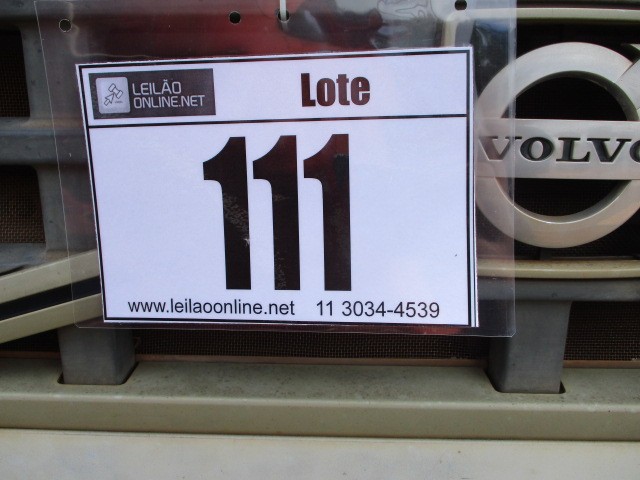 LEILÃO
ONLINE.NET
Lote
111
www.leilaoonline.net 11 3034-4539
VOLVO